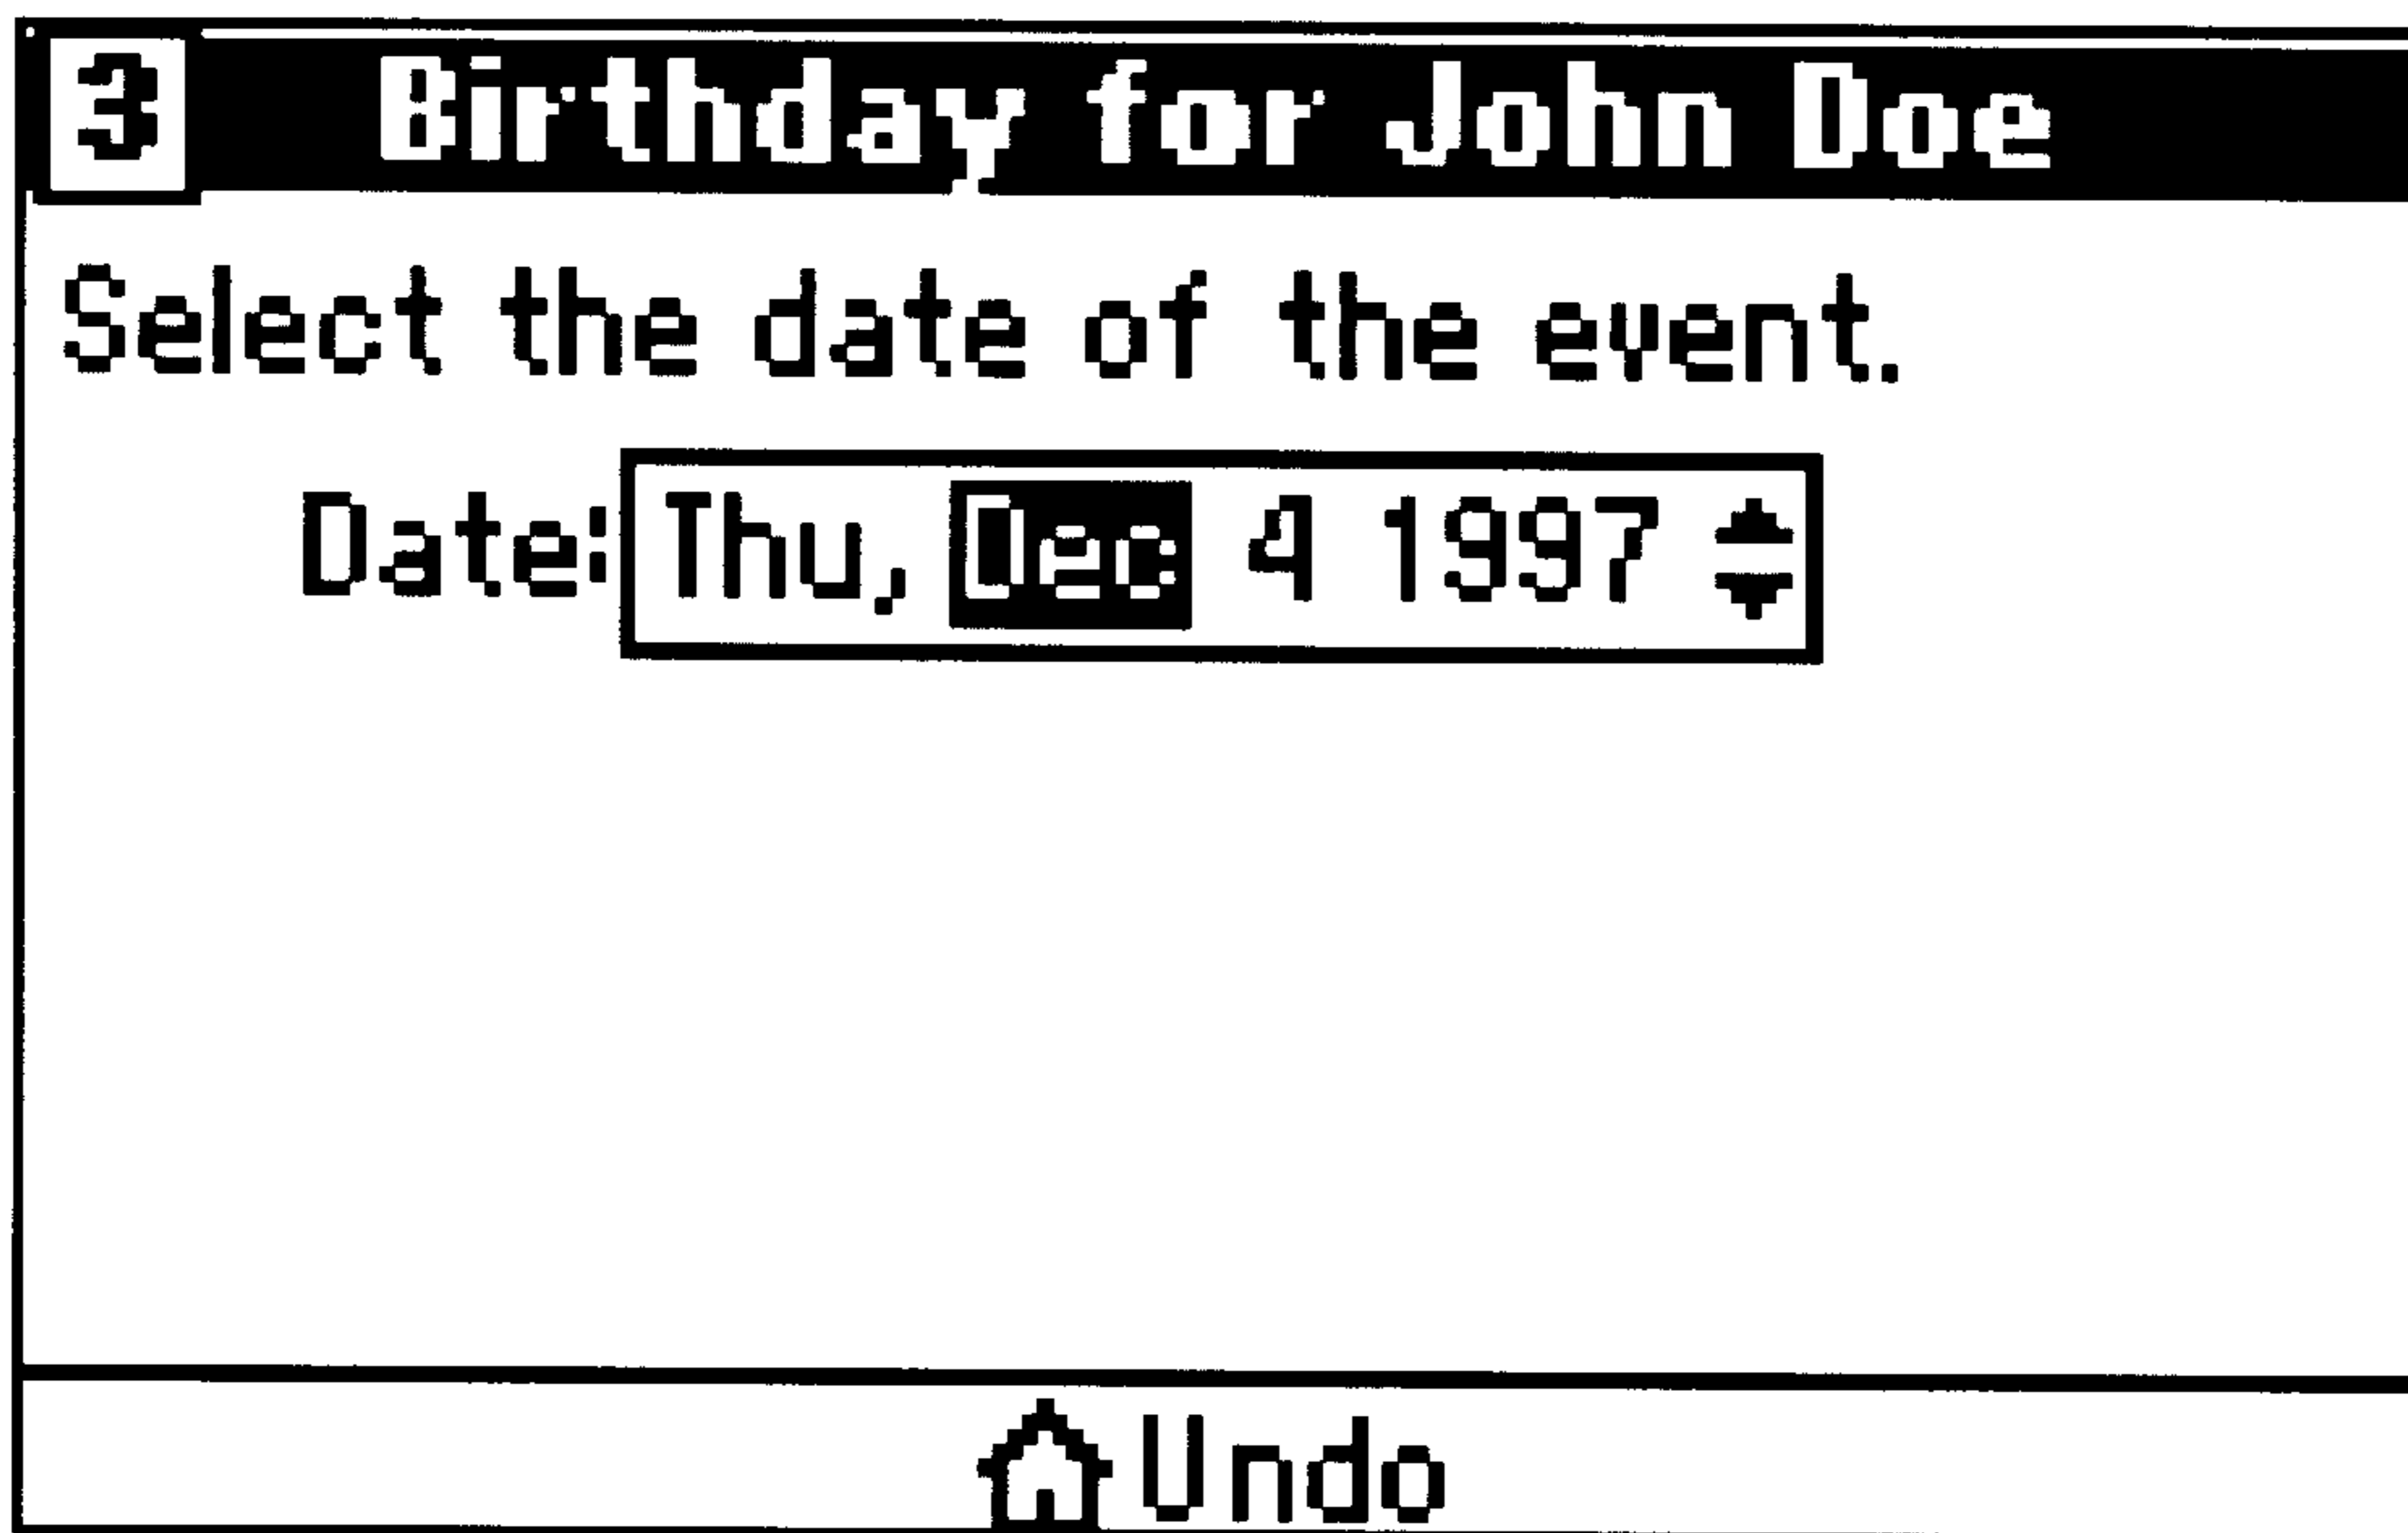 3 Birthday for John Doe
Select the date of the event.
Date: Thu, Dec 4 1997
Undo